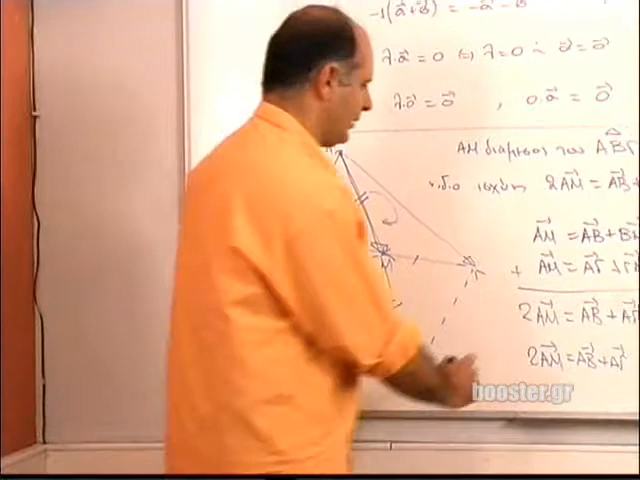 -1(α⃗+β⃗) = -α⃗ - β⃗
λ·α⃗ = 0 ⇔ λ=0 ή α⃗ = 0⃗
λ·0⃗ = 0⃗ , 0·α⃗ = 0⃗
ΑΜ διάμεσος του ΑΒΓ
ν.δ.ο ισχύει 2ΑΜ⃗ = ΑΒ⃗ +
ΑΜ⃗ = ΑΒ⃗ + ΒΜ⃗
+ ΑΜ⃗ = ΑΓ⃗ + ΓΜ⃗
2ΑΜ⃗ = ΑΒ⃗ + ΑΓ⃗
2ΑΜ⃗ = ΑΒ⃗ + ΑΓ⃗
Μ
Γ
booster.gr